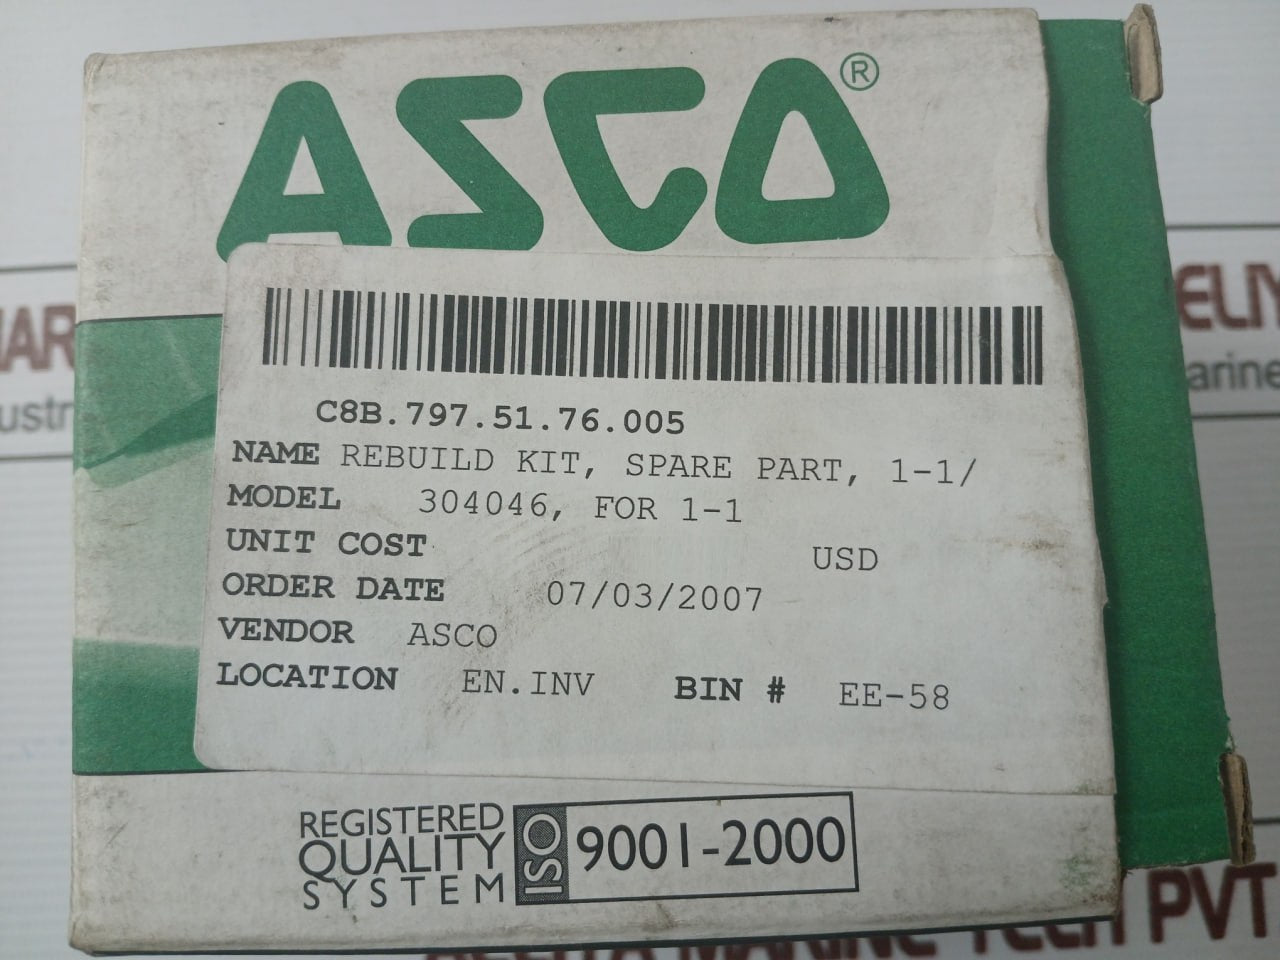 ASCO®
C8B.797.51.76.005
NAME REBUILD KIT, SPARE PART, 1-1/
MODEL 304046, FOR 1-1
UNIT COST USD
ORDER DATE 07/03/2007
VENDOR ASCO
LOCATION EN.INV BIN # EE-58
REGISTERED
QUALITY
SYSTEM
ISO 9001-2000
PVT